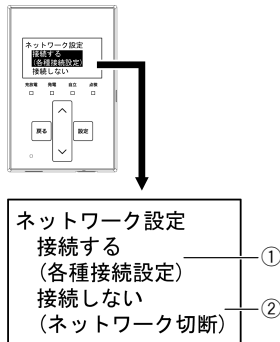 ネットワーク設定
接続する
(各種接続設定)
接続しない
充放電 発電 自立 点検
戻る 設定
ネットワーク設定
接続する
(各種接続設定)
①
接続しない
(ネットワーク切断)
②